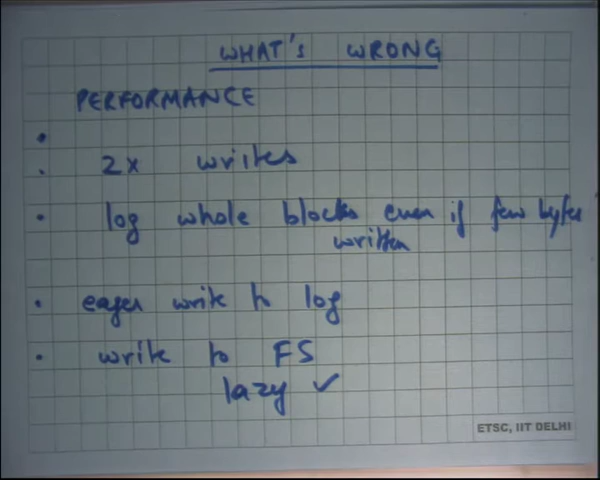 WHAT's WRONG
PERFORMANCE
•
• 2x writes
• log whole blocks even if few bytes
written
• eager write to log
• write to FS
lazy ✓
ETSC, IIT DELHI